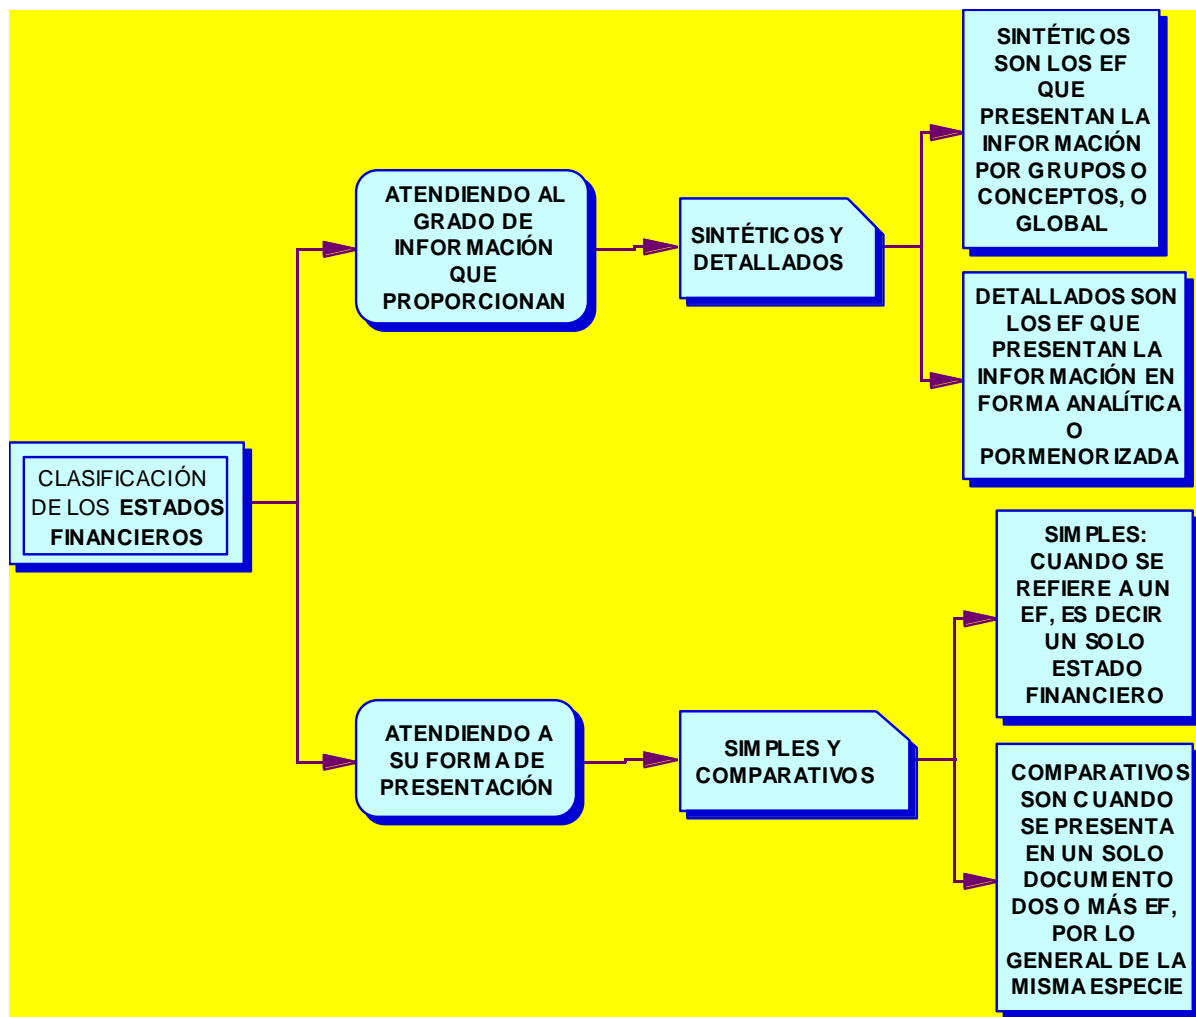 CLASIFICACIÓN
DE LOS ESTADOS
FINANCIEROS
ATENDIENDO AL
GRADO DE
INFORMACIÓN
QUE
PROPORCIONAN
SINTÉTICOS Y
DETALLADOS
SINTÉTICOS
SON LOS EF
QUE
PRESENTAN LA
INFORMACIÓN
POR GRUPOS O
CONCEPTOS, O
GLOBAL
DETALLADOS SON
LOS EF QUE
PRESENTAN LA
INFORMACIÓN EN
FORMA ANALÍTICA
O
PORMENORIZADA
ATENDIENDO A
SU FORMA DE
PRESENTACIÓN
SIMPLES Y
COMPARATIVOS
SIMPLES:
CUANDO SE
REFIERE A UN
EF, ES DECIR
UN SOLO
ESTADO
FINANCIERO
COMPARATIVOS
SON CUANDO
SE PRESENTA
EN UN SOLO
DOCUMENTO
DOS O MÁS EF,
POR LO
GENERAL DE LA
MISMA ESPECIE